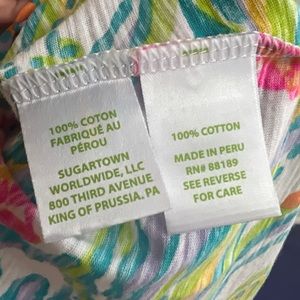 100% COTON
FABRIQUÉ AU
PÉROU
SUGARTOWN
WORLDWIDE, LLC
800 THIRD AVENUE
KING OF PRUSSIA, PA
100% COTTON
MADE IN PERU
RN# 88189
SEE REVERSE
FOR CARE